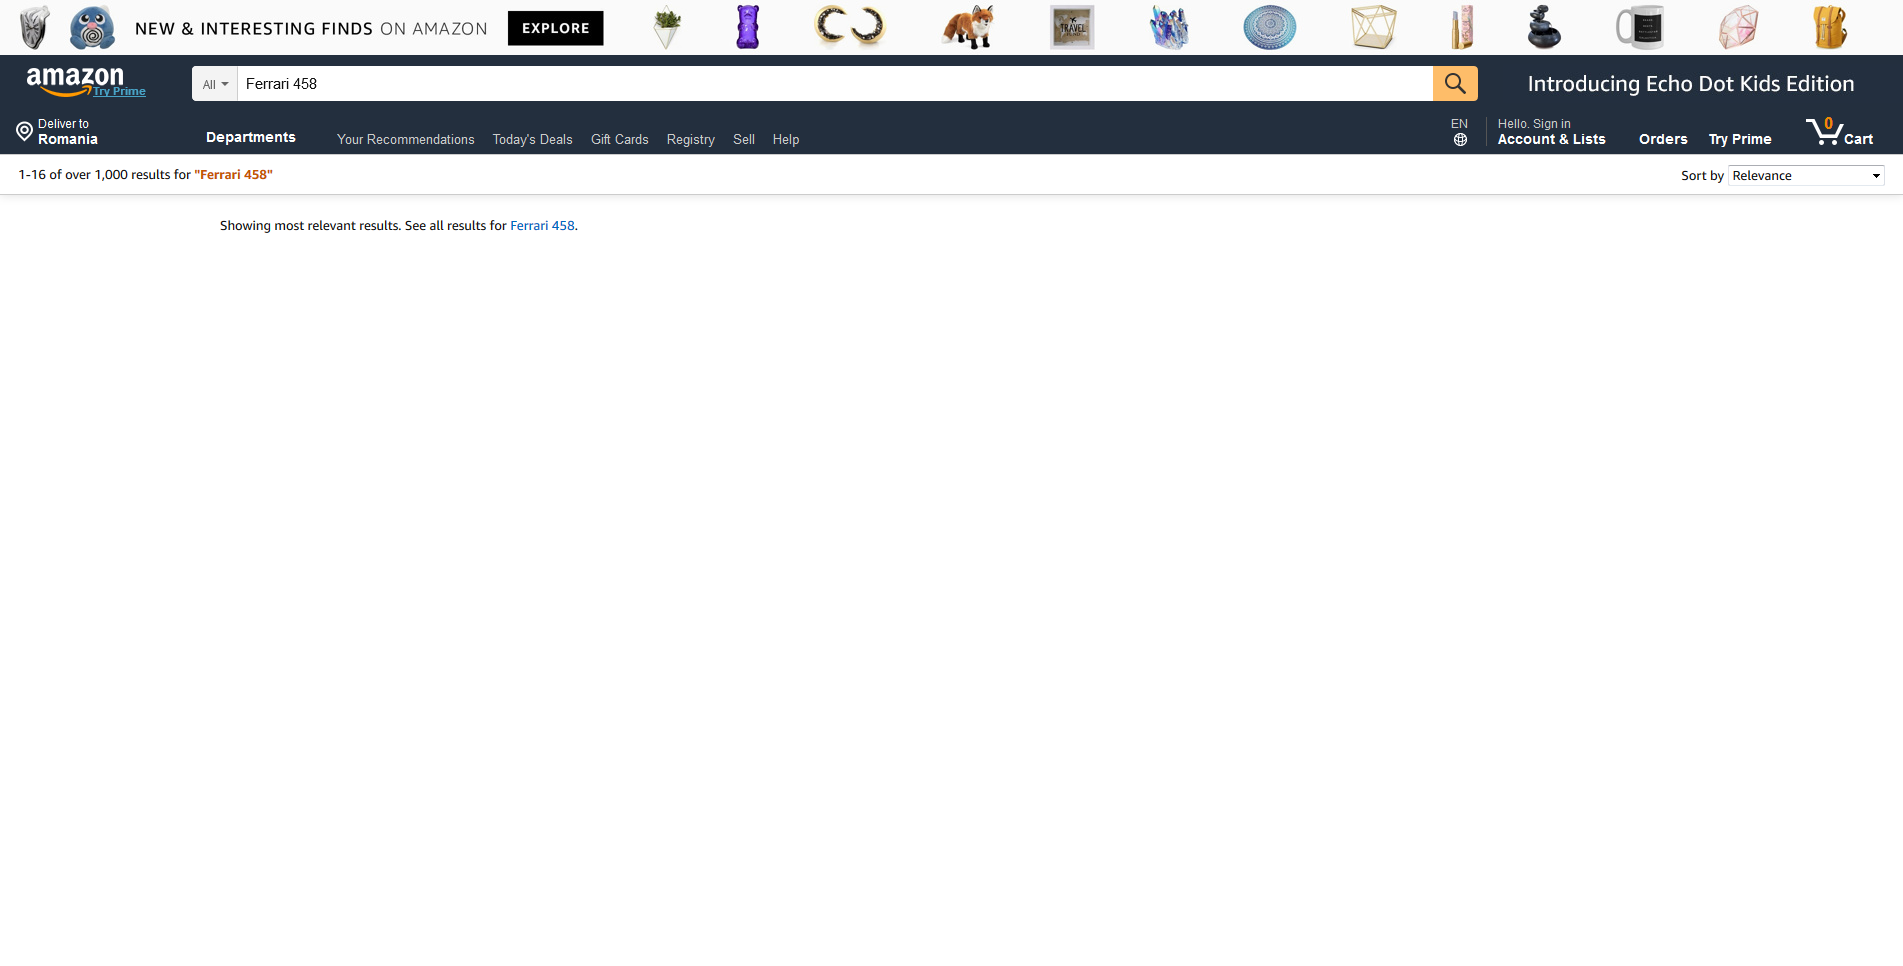 NEW & INTERESTING FINDS ON AMAZON EXPLORE
TRAVEL
amazon
Try Prime
All
Ferrari 458
Introducing Echo Dot Kids Edition
Deliver to
Romania
Departments
Your Recommendations
Today's Deals
Gift Cards
Registry
Sell
Help
EN
Hello. Sign in
Account & Lists
Orders
Try Prime
0
Cart
1-16 of over 1,000 results for "Ferrari 458"
Sort by Relevance
Showing most relevant results. See all results for Ferrari 458.